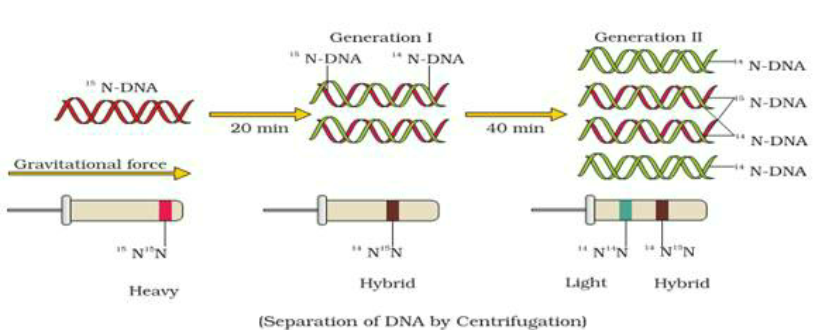 Generation I
Generation II
¹⁵ N-DNA
¹⁵ N-DNA
¹⁴ N-DNA
¹⁴ N-DNA
¹⁵ N-DNA
¹⁴ N-DNA
¹⁴ N-DNA
20 min
40 min
Gravitational force
¹⁵ N¹⁵N
¹⁴ N¹⁵N
¹⁴ N¹⁴N
¹⁴ N¹⁵N
Heavy
Hybrid
Light
Hybrid
(Separation of DNA by Centrifugation)